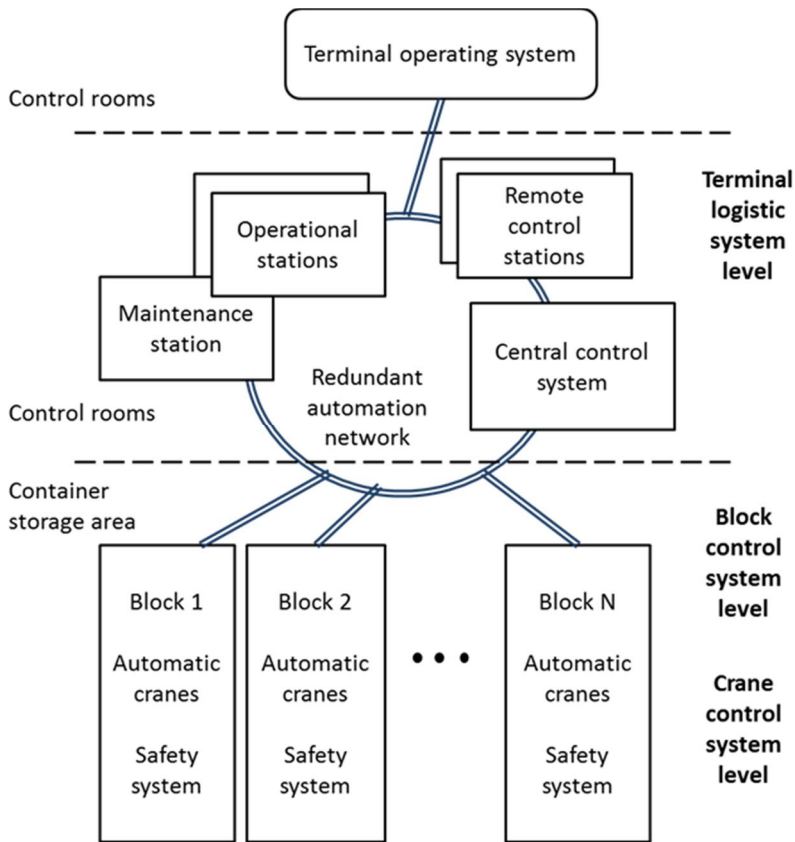 Terminal operating system
Control rooms
Terminal
logistic
system
level
Operational
stations
Remote
control
stations
Maintenance
station
Central control
system
Redundant
automation
network
Control rooms
Container
storage area
Block
control
system
level
Block 1
Automatic
cranes
Safety
system
Block 2
Automatic
cranes
Safety
system
• • •
Block N
Automatic
cranes
Safety
system
Crane
control
system
level